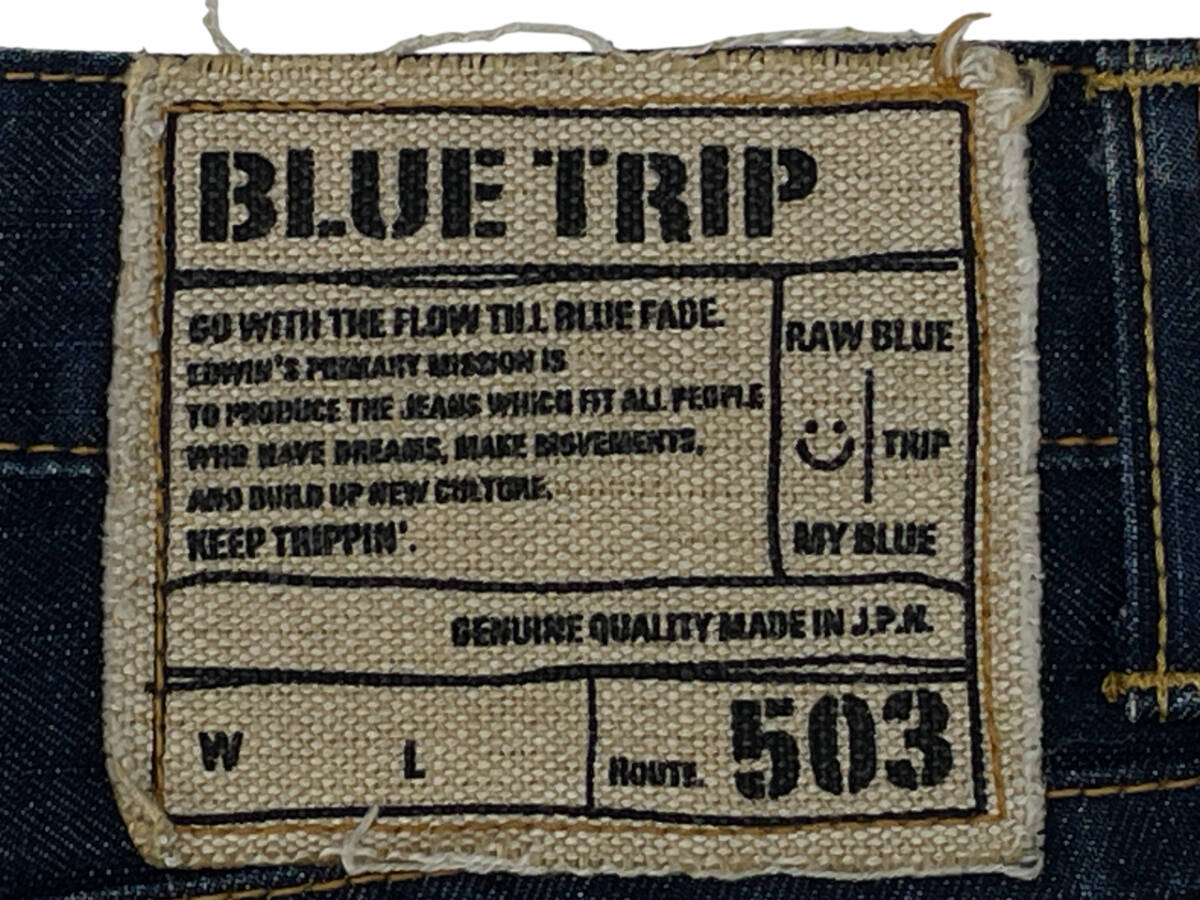 BLUE TRIP
GO WITH THE FLOW TILL BLUE FADE.
EDWIN'S PRIMARY MISSION IS
TO PRODUCE THE JEANS WHICH FIT ALL PEOPLE
WHO HAVE DREAMS, MAKE MOVEMENTS,
AND BUILD UP NEW CULTURE.
KEEP TRIPPIN'.
RAW BLUE
TRIP
MY BLUE
GENUINE QUALITY MADE IN J.P.N.
W L
ROUTE. 503